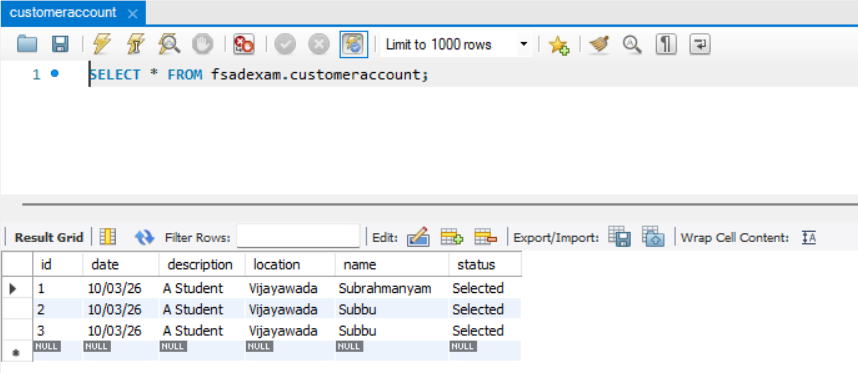 customeraccount
Limit to 1000 rows
1 SELECT * FROM fsadexam.customeraccount;
Result Grid Filter Rows: Edit: Export/Import: Wrap Cell Content: IA
id date description location name status
1 10/03/26 A Student Vijayawada Subrahmanyam Selected
2 10/03/26 A Student Vijayawada Subbu Selected
3 10/03/26 A Student Vijayawada Subbu Selected
NULL NULL NULL NULL NULL NULL